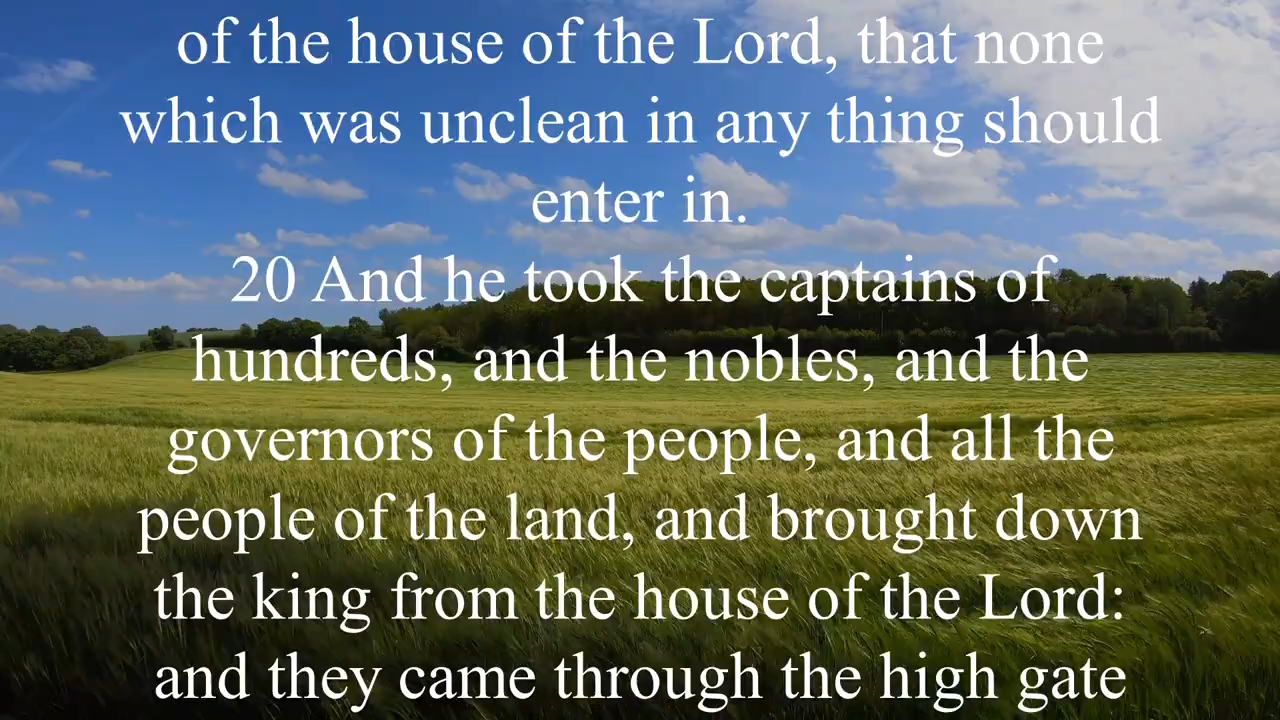 of the house of the Lord, that none
which was unclean in any thing should
enter in.
20 And he took the captains of
hundreds, and the nobles, and the
governors of the people, and all the
people of the land, and brought down
the king from the house of the Lord:
and they came through the high gate